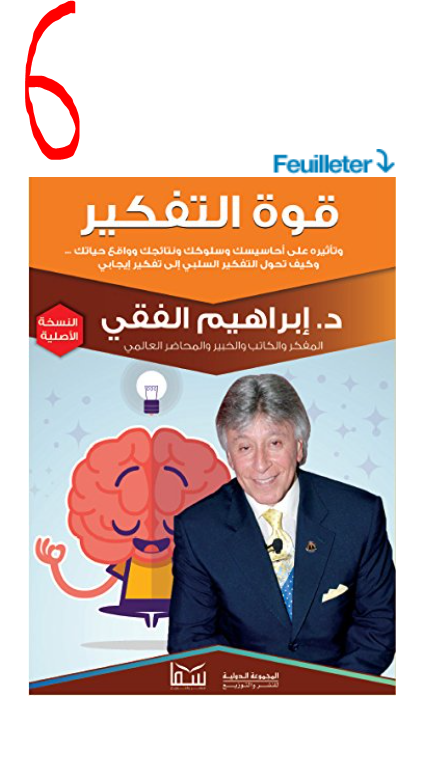 6
Feuilleter
قوة التفكير
وتأثيره على أحاسيسك وسلوكك ونتائجك وواقع حياتك ...
وكيف تحول التفكير السلبي إلى تفكير إيجابي
د. إبراهيم الفقي
النسخة
الأصلية
المفكر والكاتب والخبير والمحاضر العالمي
سما
المجموعة الدولية
للنشر والتوزيع